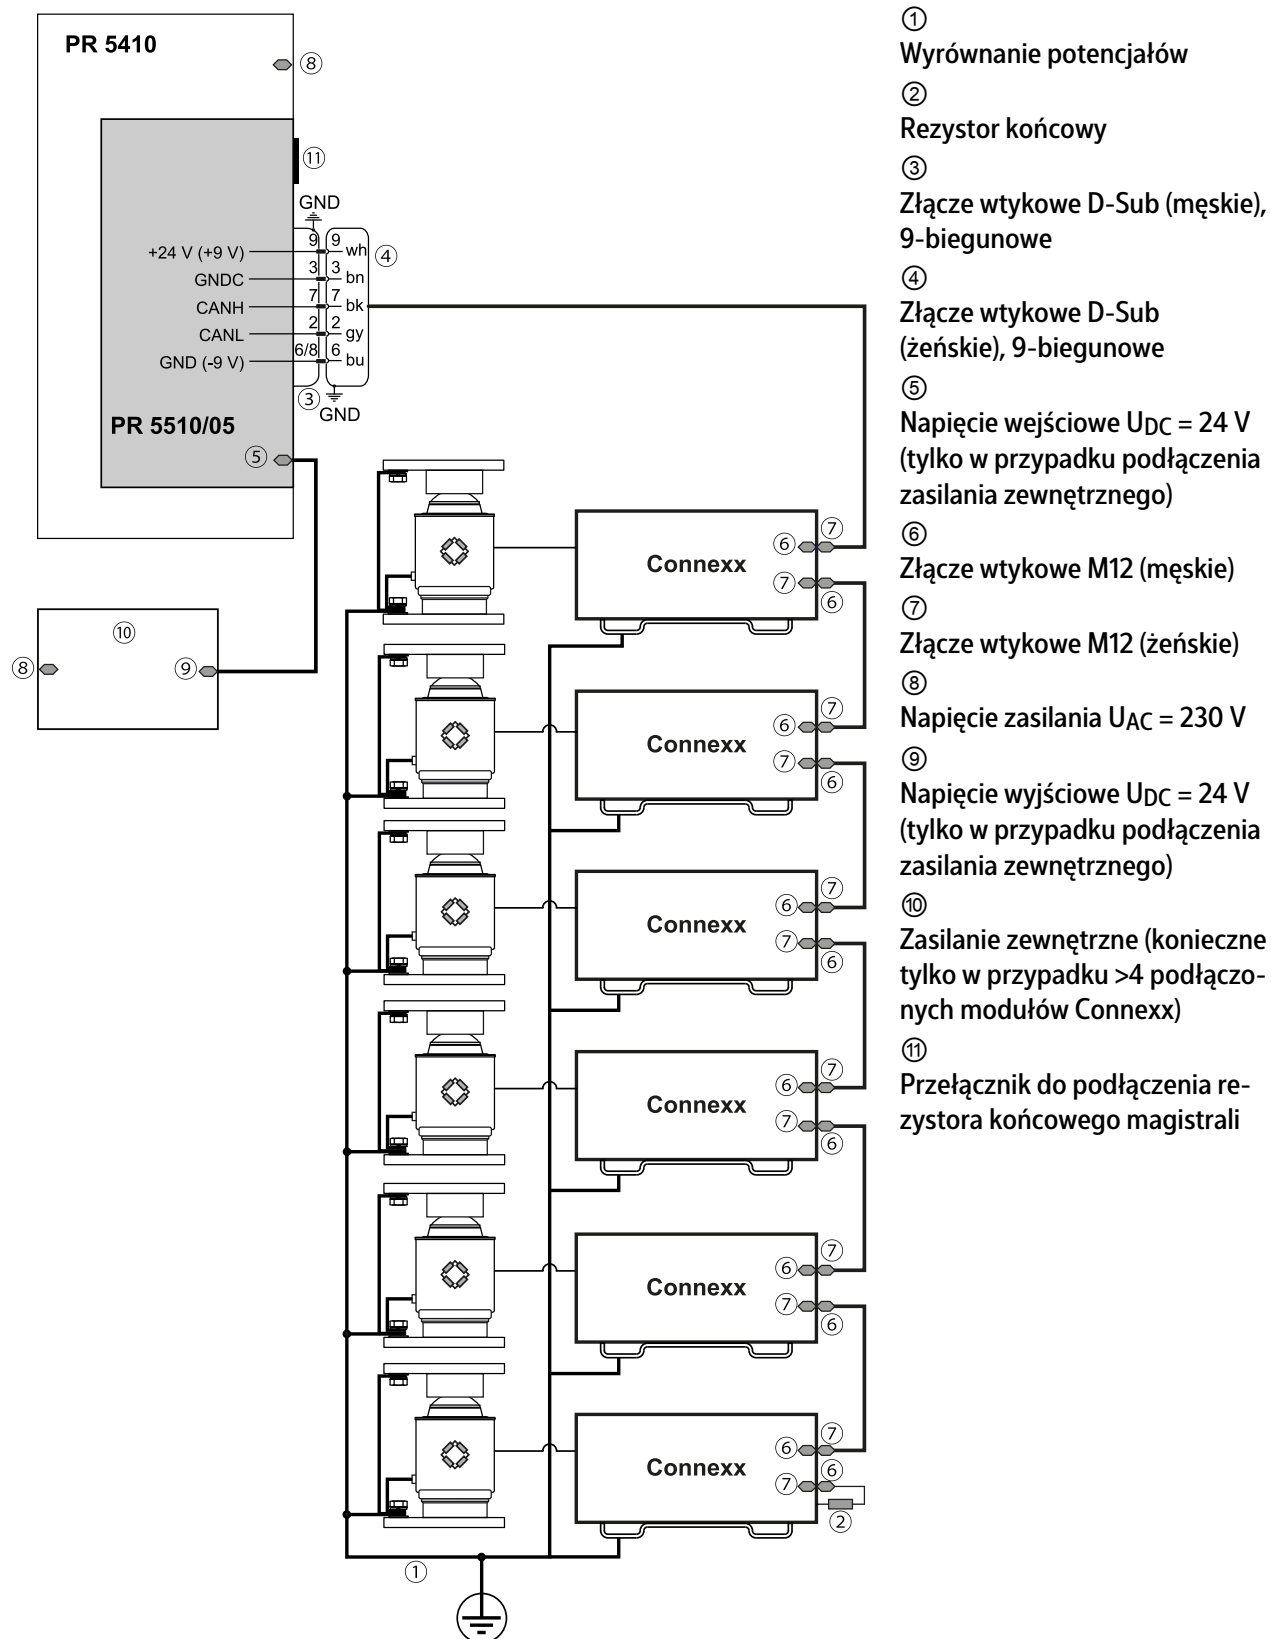 PR 5410
⑧
⑪
GND
+24 V (+9 V) 9 9 wh ④
GNDC 3 3 bn
CANH 7 7 bk
CANL 2 2 gy
GND (-9 V) 6/8 6 bu
③ GND
PR 5510/05
⑤
⑩
⑧ ⑨
Connexx
⑥ ⑦
⑦ ⑥
Connexx
⑥ ⑦
⑦ ⑥
Connexx
⑥ ⑦
⑦ ⑥
Connexx
⑥ ⑦
⑦ ⑥
Connexx
⑥ ⑦
⑦ ⑥
Connexx
⑥ ⑦
⑦ ⑥
②
①
①
Wyrównanie potencjałów
②
Rezystor końcowy
③
Złącze wtykowe D-Sub (męskie),
9-biegunowe
④
Złącze wtykowe D-Sub
(żeńskie), 9-biegunowe
⑤
Napięcie wejściowe UDC = 24 V
(tylko w przypadku podłączenia
zasilania zewnętrznego)
⑥
Złącze wtykowe M12 (męskie)
⑦
Złącze wtykowe M12 (żeńskie)
⑧
Napięcie zasilania UAC = 230 V
⑨
Napięcie wyjściowe UDC = 24 V
(tylko w przypadku podłączenia
zasilania zewnętrznego)
⑩
Zasilanie zewnętrzne (konieczne
tylko w przypadku >4 podłączo-
nych modułów Connexx)
⑪
Przełącznik do podłączenia re-
zystora końcowego magistrali